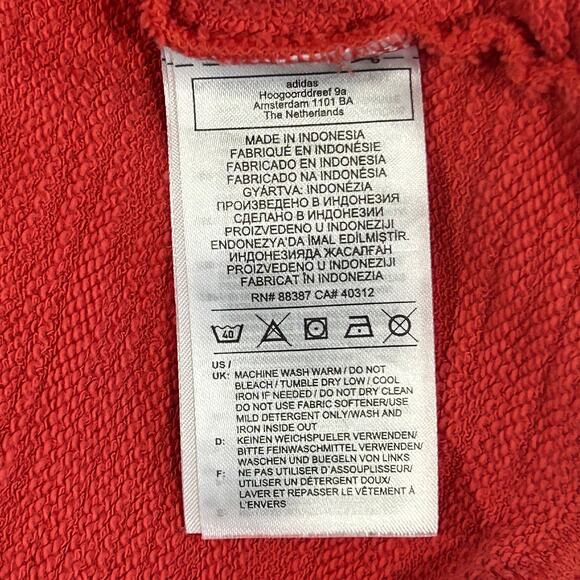 adidas
Hoogoorddreef 9a
Amsterdam 1101 BA
The Netherlands
MADE IN INDONESIA
FABRIQUÉ EN INDONÉSIE
FABRICADO EN INDONESIA
FABRICADO NA INDONÉSIA
GYÁRTVA: INDONÉZIA
ПРОИЗВЕДЕНО В ИНДОНЕЗИЯ
СДЕЛАНО В ИНДОНЕЗИИ
PROIZVEDENO U INDONEZIJI
ENDONEZYA'DA İMAL EDİLMİŞTİR.
ИНДОНЕЗИЯДА ЖАСАЛҒАН
PROIZVEDENO U INDONEZIJI
FABRICAT ÎN INDONEZIA
RN# 88387 CA# 40312
40
US /
UK: MACHINE WASH WARM / DO NOT
BLEACH / TUMBLE DRY LOW / COOL
IRON IF NEEDED / DO NOT DRY CLEAN
DO NOT USE FABRIC SOFTENER/USE
MILD DETERGENT ONLY/WASH AND
IRON INSIDE OUT
D: KEINEN WEICHSPUELER VERWENDEN/
BITTE FEINWASCHMITTEL VERWENDEN/
WASCHEN UND BUEGELN VON LINKS
F: NE PAS UTILISER D'ASSOUPLISSEUR/
UTILISER UN DÉTERGENT DOUX/
LAVER ET REPASSER LE VÊTEMENT À
L'ENVERS